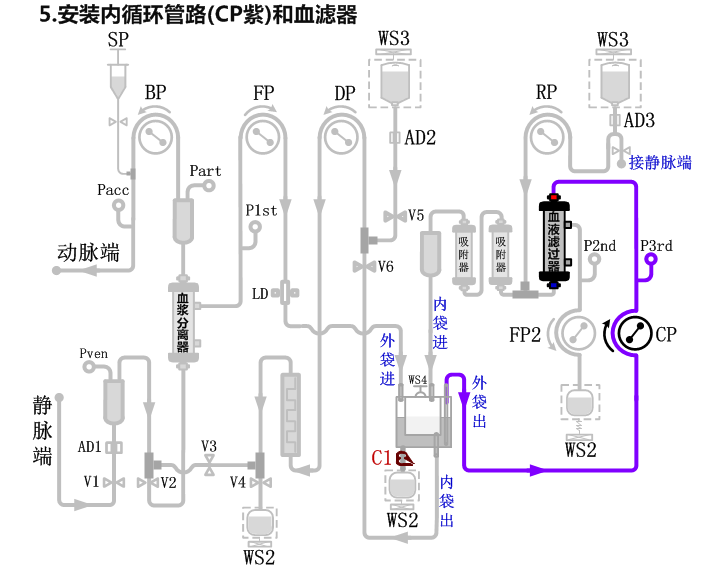 5.安装内循环管路(CP紫)和血滤器
SP
WS3
WS3
BP
FP
DP
RP
AD2
AD3
接静脉端
Part
Pacc
P1st
V5
血液滤过器
P2nd
P3rd
动脉端
吸附器
吸附器
V6
LD
血浆分离器
内袋进
外袋进
FP2
CP
Pven
WS4
外袋出
静脉端
AD1
V3
C1
WS2
V1
V2
V4
内袋出
WS2
WS2